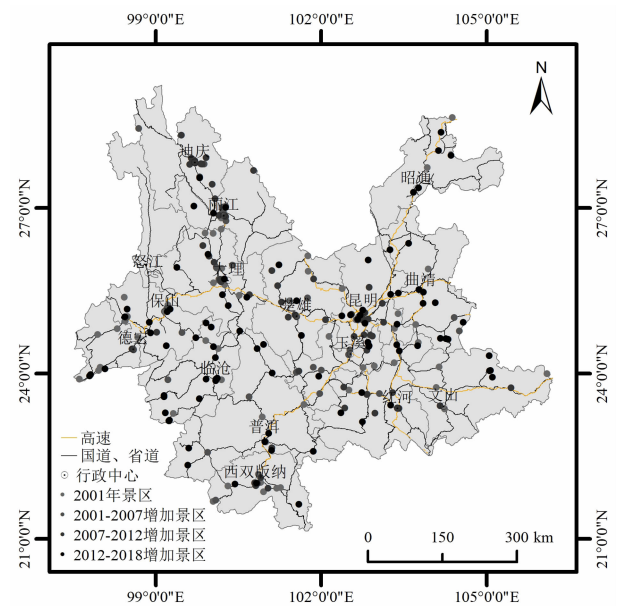 99°0'0"E 102°0'0"E 105°0'0"E
N
27°0'0"N 27°0'0"N
24°0'0"N 24°0'0"N
21°0'0"N 21°0'0"N
迪庆
昭通
丽江
怒江
大理
曲靖
保山
楚雄
昆明
德宏
玉溪
临沧
红河
文山
普洱
西双版纳
高速
国道、省道
行政中心
2001年景区
2001-2007增加景区
2007-2012增加景区
2012-2018增加景区
0 150 300 km
99°0'0"E 102°0'0"E 105°0'0"E